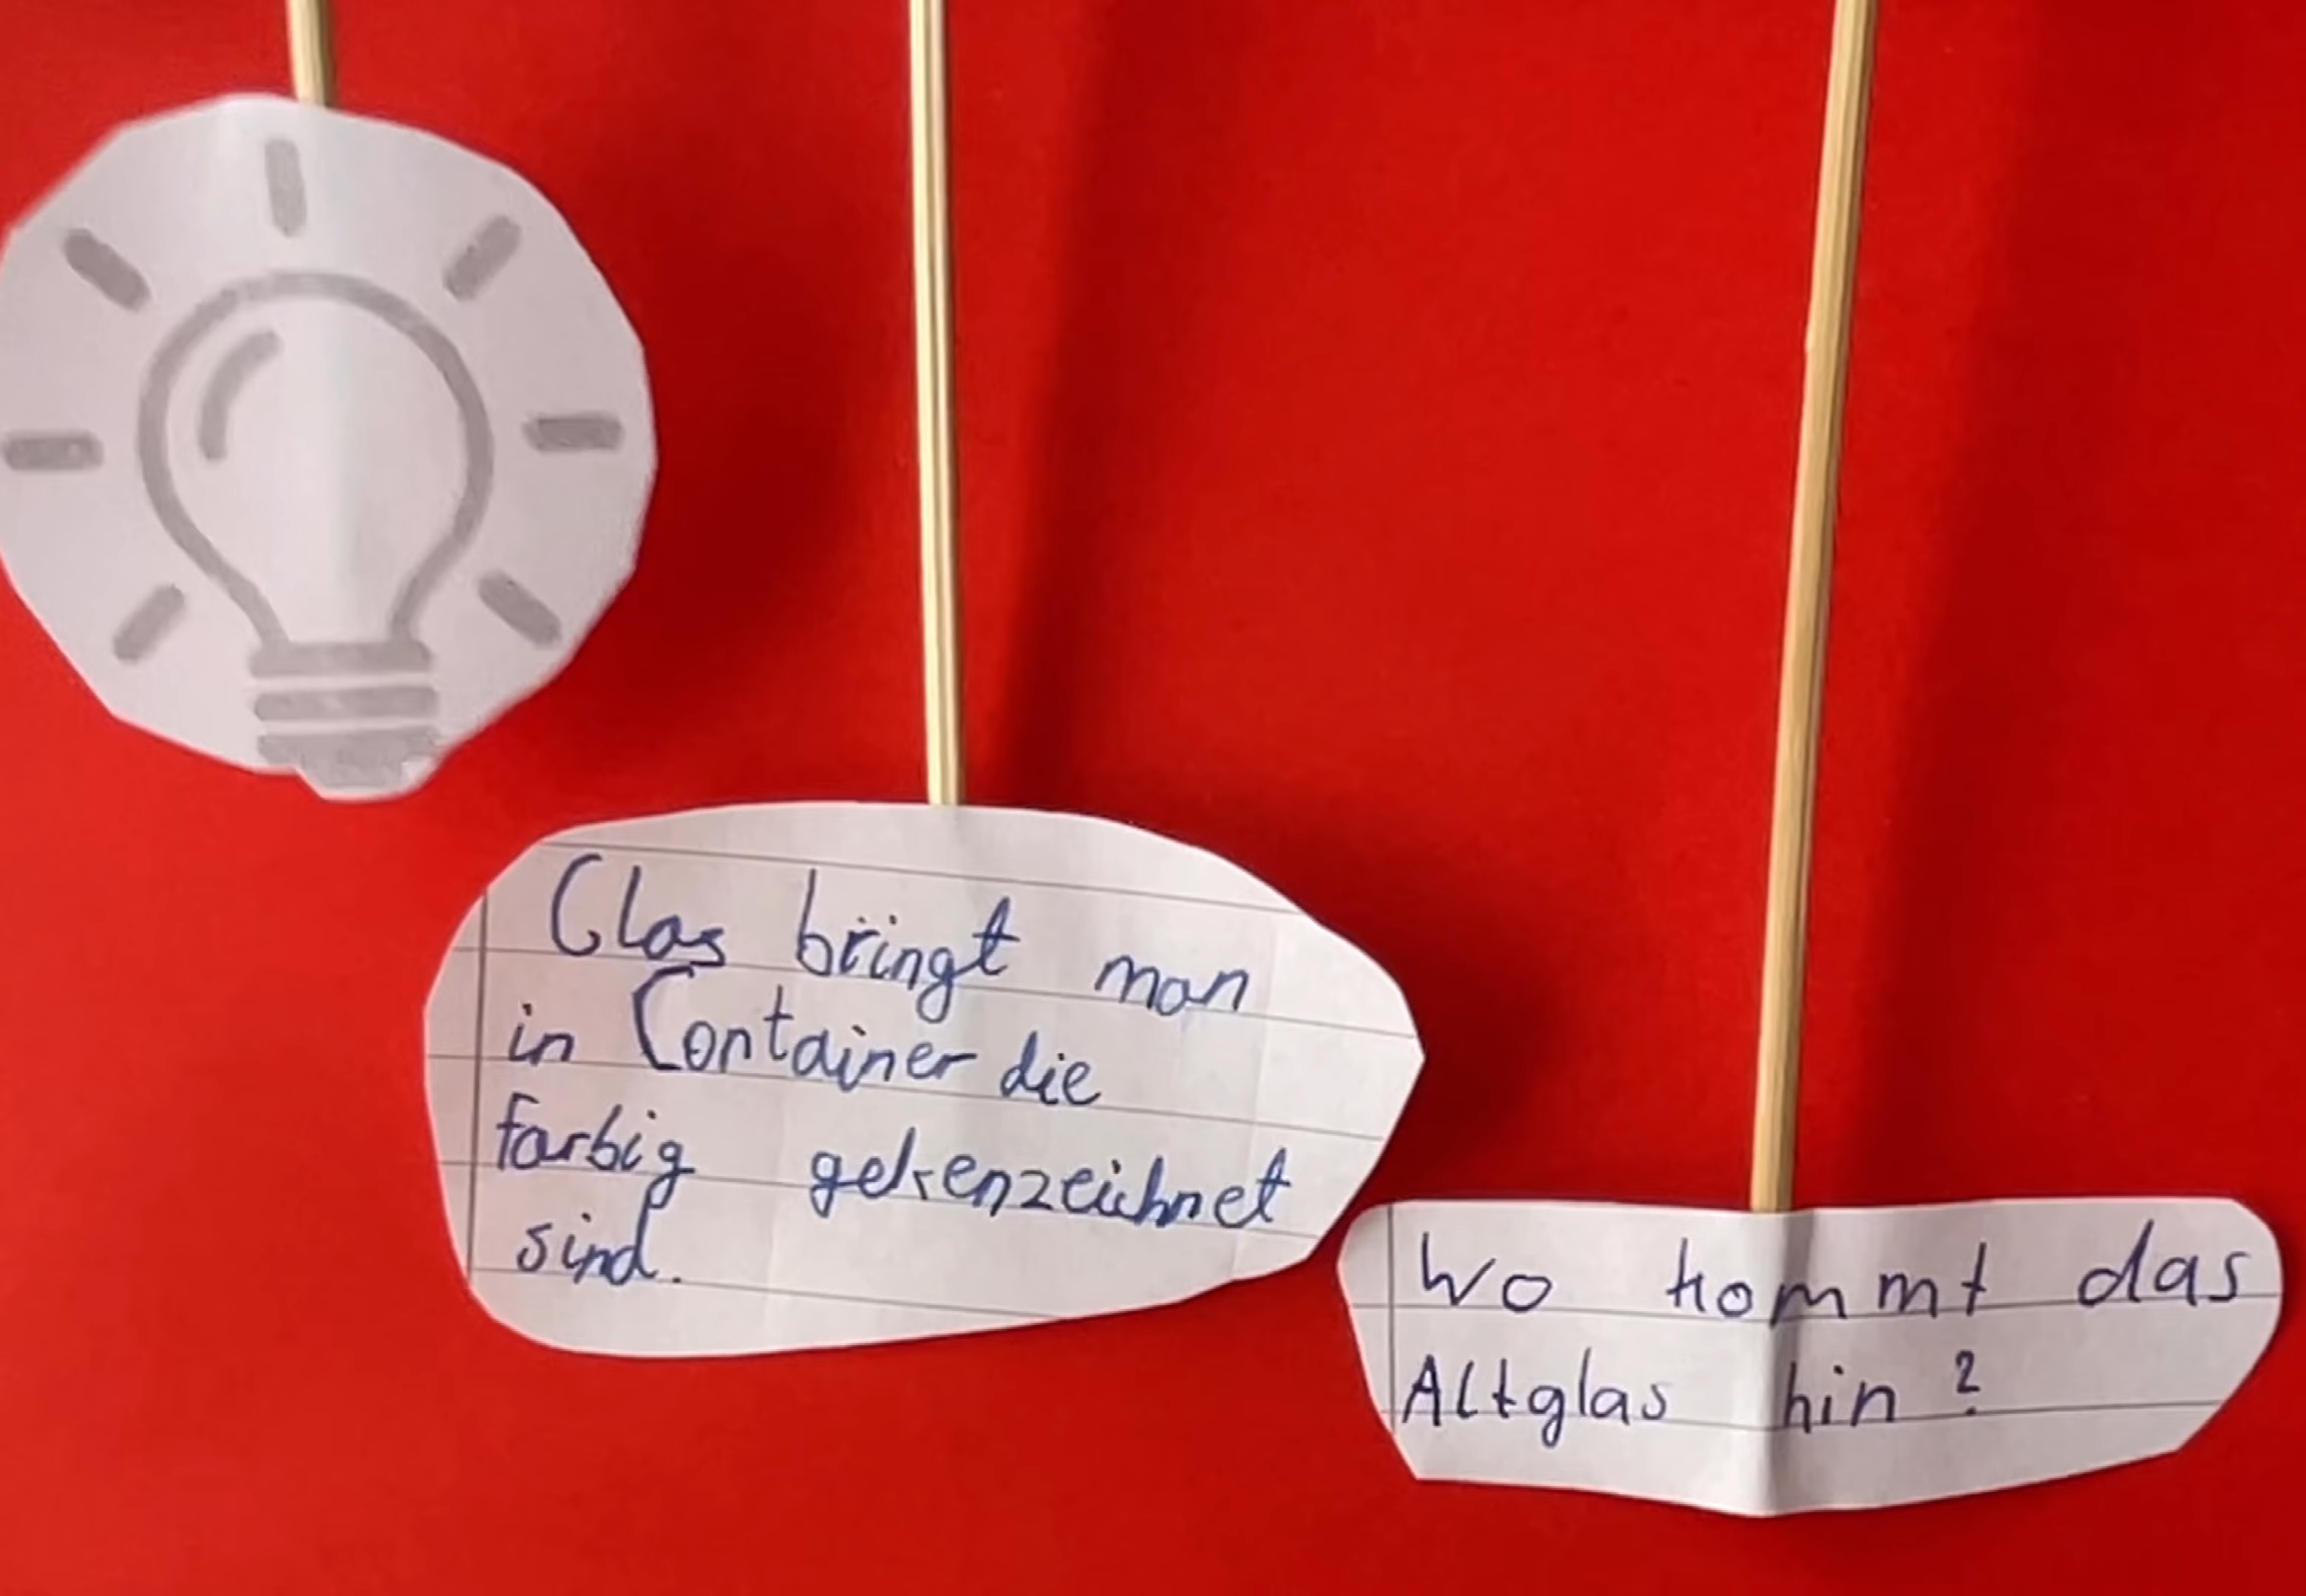 Glas bringt man
in Container die
farbig gekenzeichnet
sind.
Wo kommt das
Altglas hin?